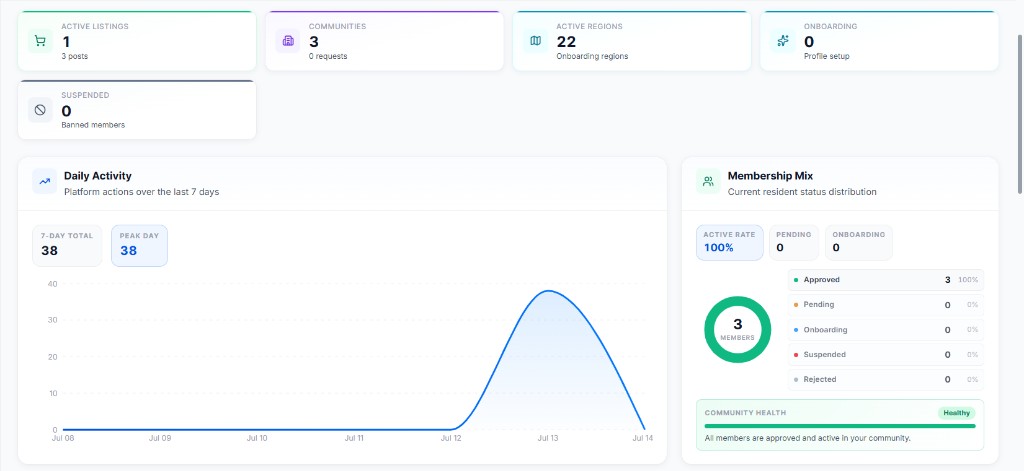 ACTIVE LISTINGS
1
3 posts
COMMUNITIES
3
0 requests
ACTIVE REGIONS
22
Onboarding regions
ONBOARDING
0
Profile setup
SUSPENDED
0
Banned members
Daily Activity
Platform actions over the last 7 days
7-DAY TOTAL
38
PEAK DAY
38
40
30
20
10
0
Jul 08 Jul 09 Jul 10 Jul 11 Jul 12 Jul 13 Jul 14
Membership Mix
Current resident status distribution
ACTIVE RATE
100%
PENDING
0
ONBOARDING
0
3
MEMBERS
Approved 3 100%
Pending 0 0%
Onboarding 0 0%
Suspended 0 0%
Rejected 0 0%
COMMUNITY HEALTH Healthy
All members are approved and active in your community.